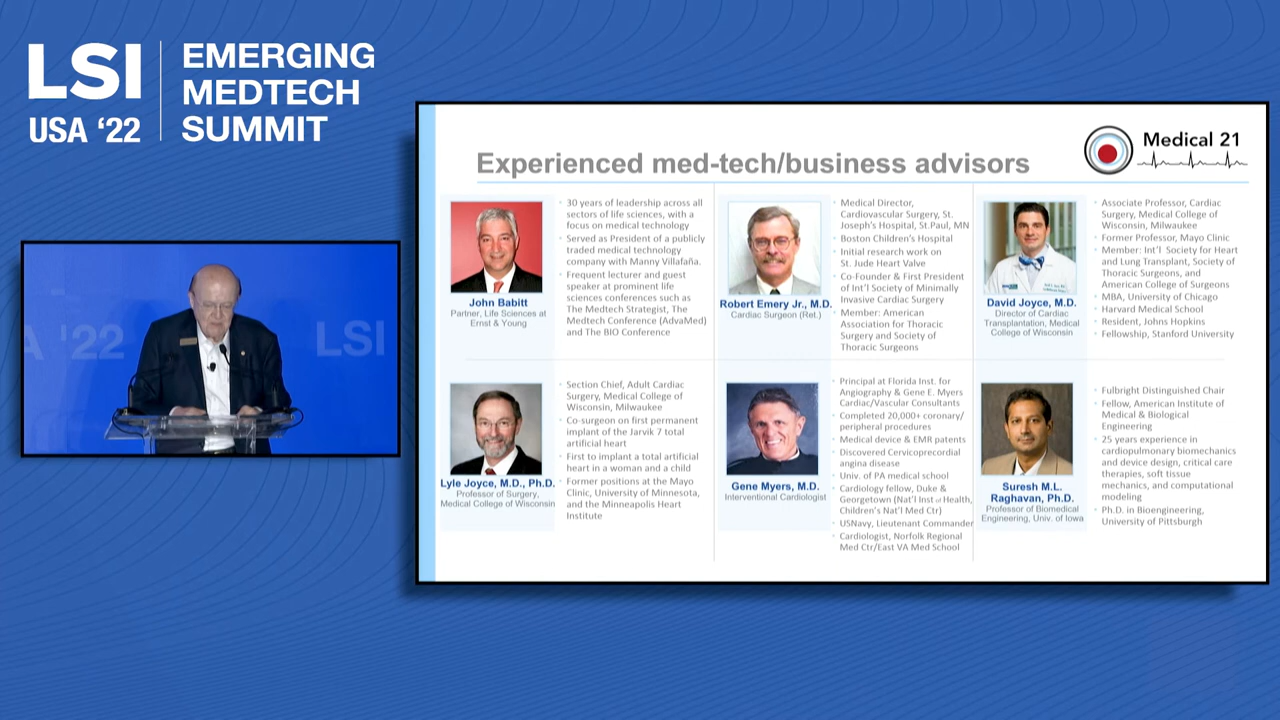 LSI
USA '22
EMERGING
MEDTECH
SUMMIT
A '22
LSI
Experienced med-tech/business advisors
Medical 21
John Babitt
Partner, Life Sciences at
Ernst & Young
30 years of leadership across all
sectors of life sciences, with a
focus on medical technology
Served as President of a publicly
traded medical technology
company with Manny Villafaña.
Frequent lecturer and guest
speaker at prominent life
sciences conferences such as
The Medtech Strategist, The
Medtech Conference (AdvaMed)
and The BIO Conference
Robert Emery Jr., M.D.
Cardiac Surgeon (Ret.)
Medical Director,
Cardiovascular Surgery, St.
Joseph's Hospital, St.Paul, MN
Boston Children's Hospital
Initial research work on
St. Jude Heart Valve
Co-Founder & First President
of Int'l Society of Minimally
Invasive Cardiac Surgery
Member: American
Association for Thoracic
Surgery and Society of
Thoracic Surgeons
David Joyce, M.D.
Director of Cardiac
Transplantation, Medical
College of Wisconsin
Associate Professor, Cardiac
Surgery, Medical College of
Wisconsin, Milwaukee
Former Professor, Mayo Clinic
Member: Int'l Society for Heart
and Lung Transplant, Society of
Thoracic Surgeons, and
American College of Surgeons
MBA, University of Chicago
Harvard Medical School
Resident, Johns Hopkins
Fellowship, Stanford University
Lyle Joyce, M.D., Ph.D.
Professor of Surgery,
Medical College of Wisconsin
Section Chief, Adult Cardiac
Surgery, Medical College of
Wisconsin, Milwaukee
Co-surgeon on first permanent
implant of the Jarvik 7 total
artificial heart
First to implant a total artificial
heart in a woman and a child
Former positions at the Mayo
Clinic, University of Minnesota,
and the Minneapolis Heart
Institute
Gene Myers, M.D.
Interventional Cardiologist
Principal at Florida Inst. for
Angiography & Gene E. Myers
Cardiac/Vascular Consultants
Completed 20,000+ coronary/
peripheral procedures
Medical device & EMR patents
Discovered Cervicoprecordial
angina disease
Univ. of PA medical school
Cardiology fellow, Duke &
Georgetown (Nat'l Inst of Health,
Children's Nat'l Med Ctr)
USNavy, Lieutenant Commander
Cardiologist, Norfolk Regional
Med Ctr/East VA Med School
Suresh M.L.
Raghavan, Ph.D.
Professor of Biomedical
Engineering, Univ. of Iowa
Fulbright Distinguished Chair
Fellow, American Institute of
Medical & Biological
Engineering
25 years experience in
cardiopulmonary biomechanics
and device design, critical care
therapies, soft tissue
mechanics, and computational
modeling
Ph.D. in Bioengineering,
University of Pittsburgh